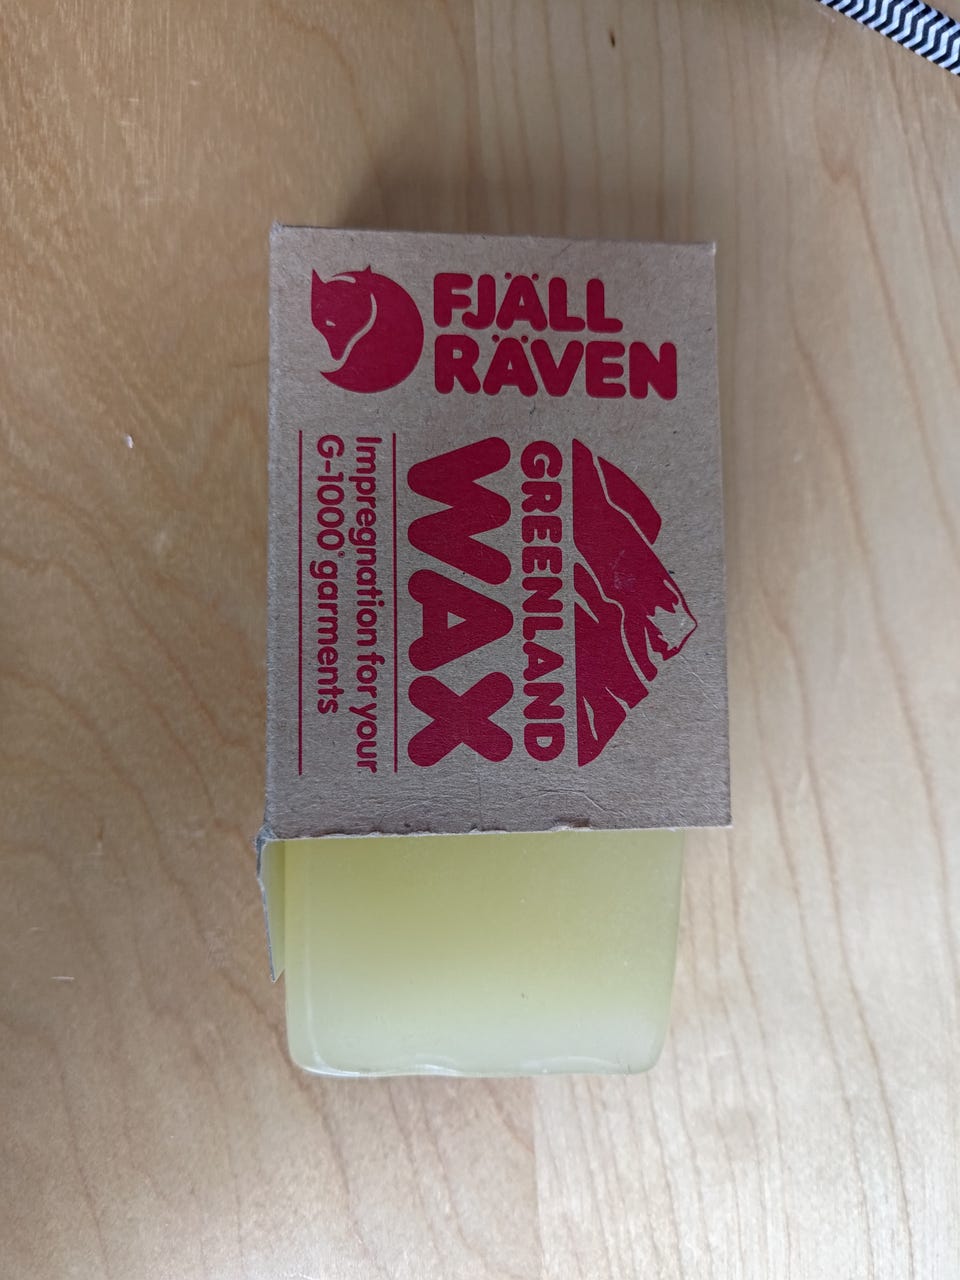 FJÄLL
RÄVEN
GREENLAND
WAX
Impregnation for your
G-1000® garments